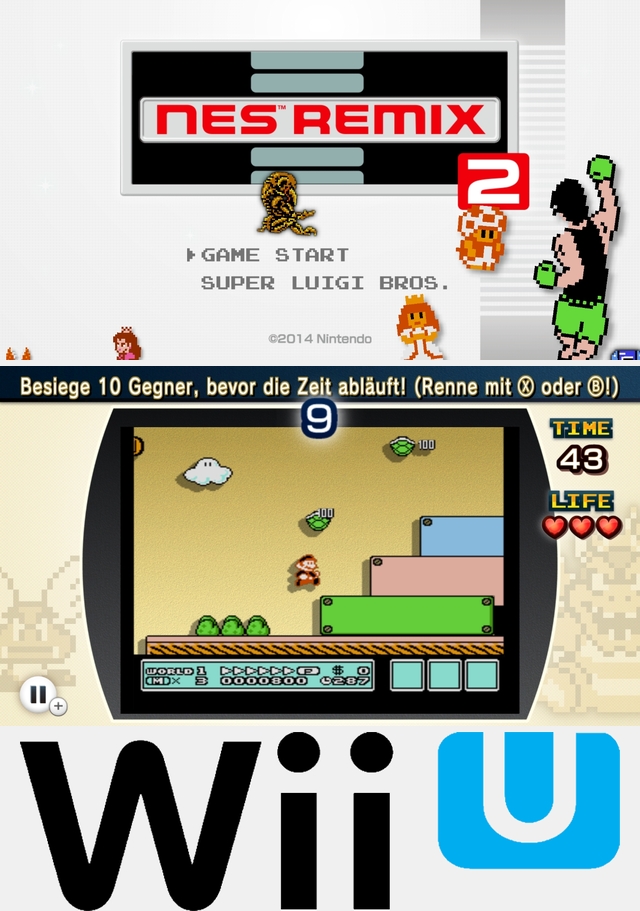 NES™ REMIX
2
GAME START
SUPER LUIGI BROS.
©2014 Nintendo
Besiege 10 Gegner, bevor die Zeit abläuft! (Renne mit Ⓧ oder Ⓑ!)
9
TIME
43
LIFE
100
100
WORLD 1 P # 0
(M)× 3 0000800 287
Wii U